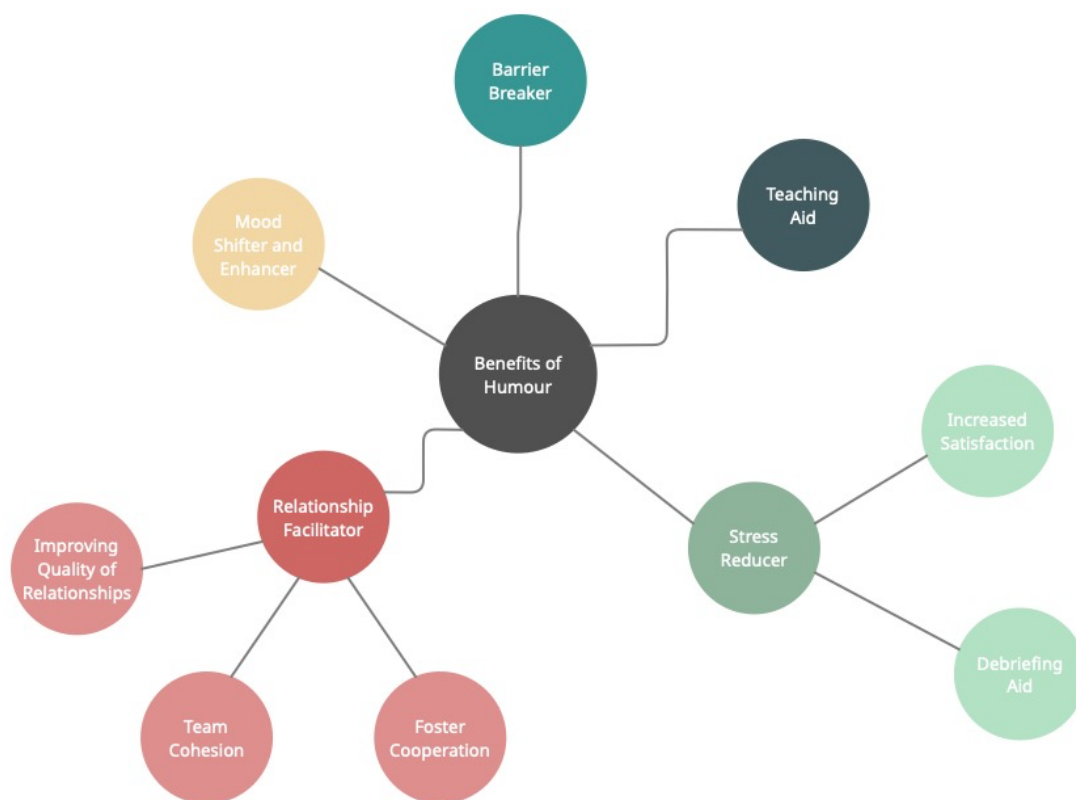 Barrier
Breaker
Teaching
Aid
Mood
Shifter and
Enhancer
Benefits of
Humour
Increased
Satisfaction
Relationship
Facilitator
Stress
Reducer
Improving
Quality of
Relationships
Debriefing
Aid
Team
Cohesion
Foster
Cooperation